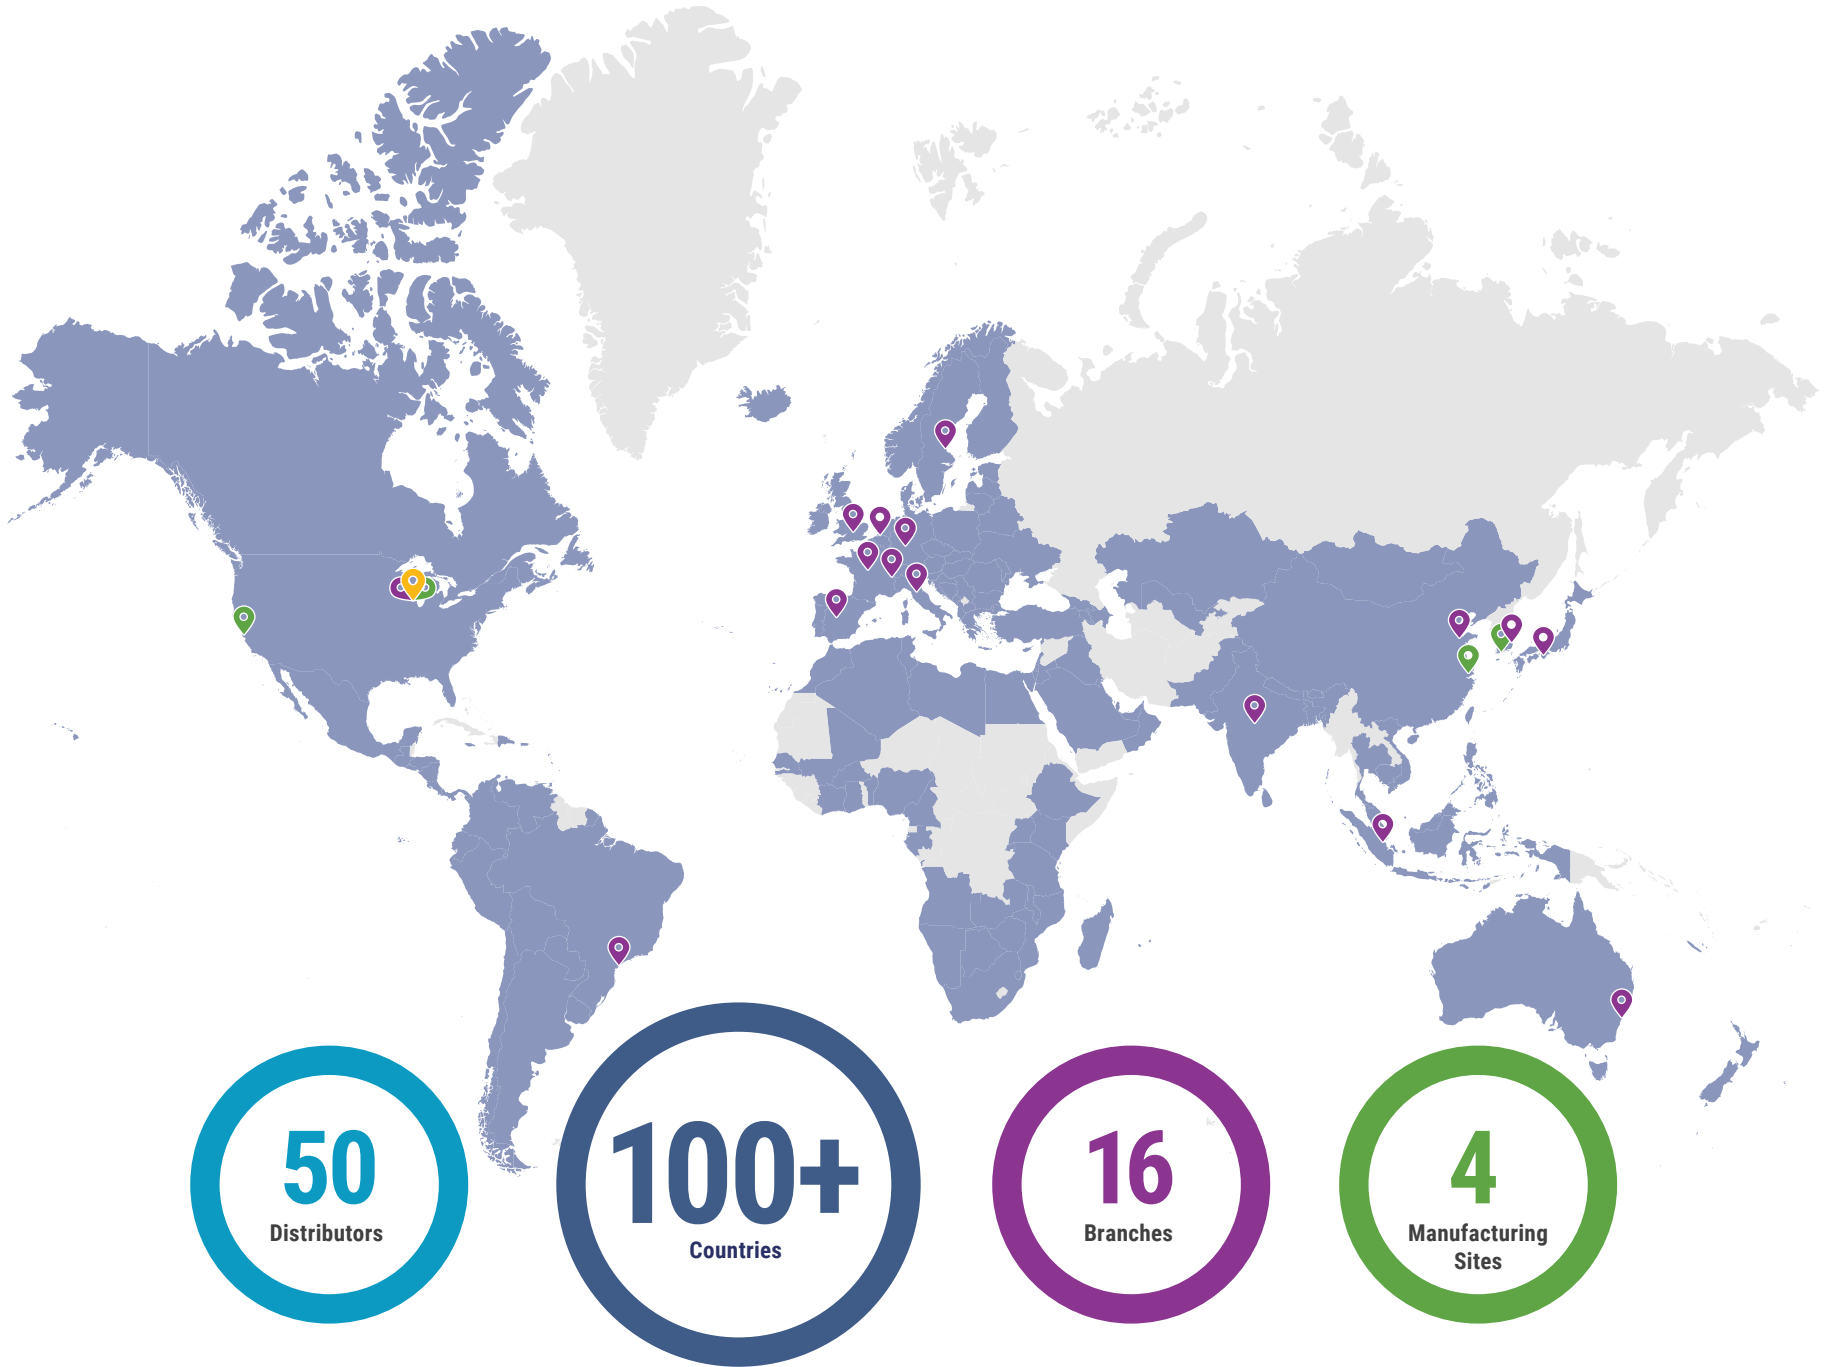 50
Distributors
100+
Countries
16
Branches
4
Manufacturing
Sites